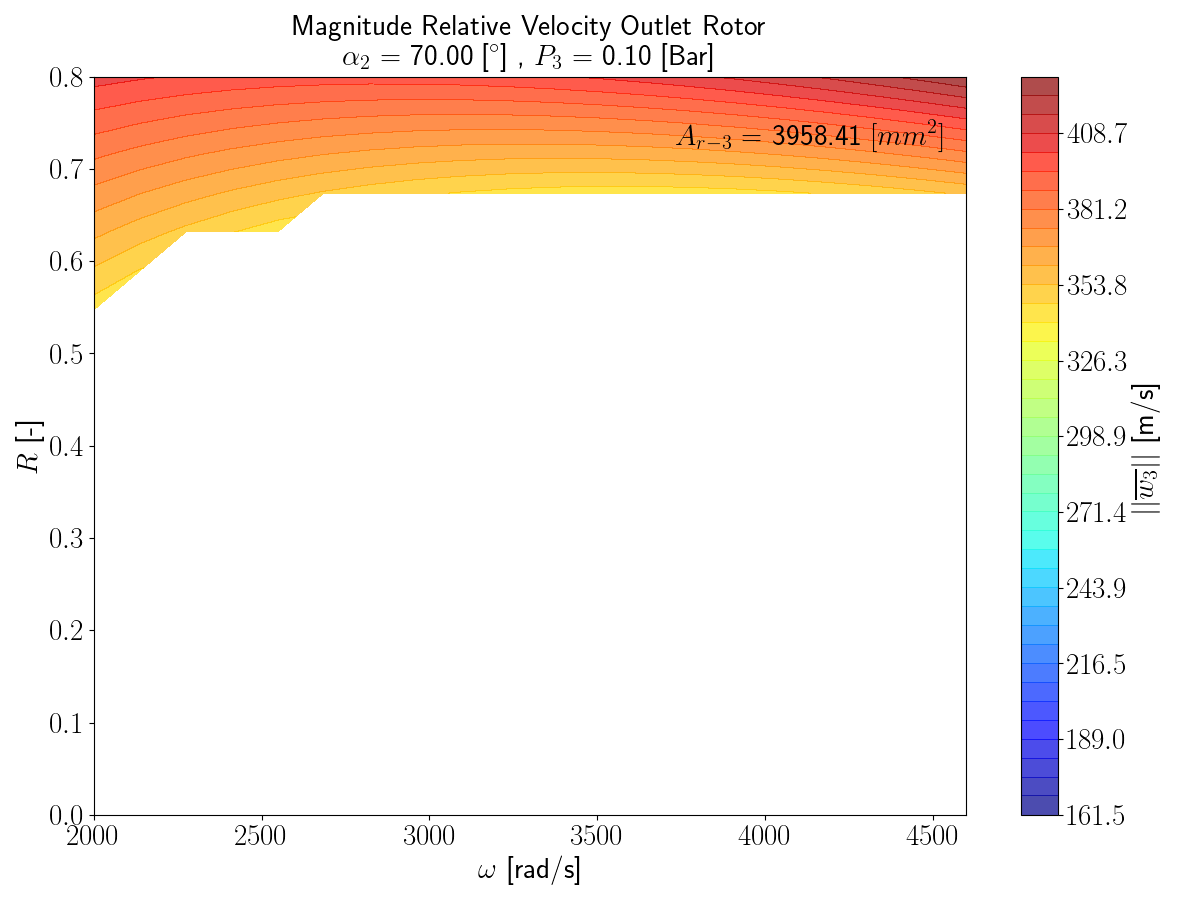 Magnitude Relative Velocity Outlet Rotor
α₂ = 70.00 [°] , P₃ = 0.10 [Bar]
A_{r−3} = 3958.41 [mm²]
0.8
0.7
0.6
0.5
0.4
0.3
0.2
0.1
0.0
R [-]
2000 2500 3000 3500 4000 4500
ω [rad/s]
408.7
381.2
353.8
326.3
298.9
271.4
243.9
216.5
189.0
161.5
||w̅₃|| [m/s]